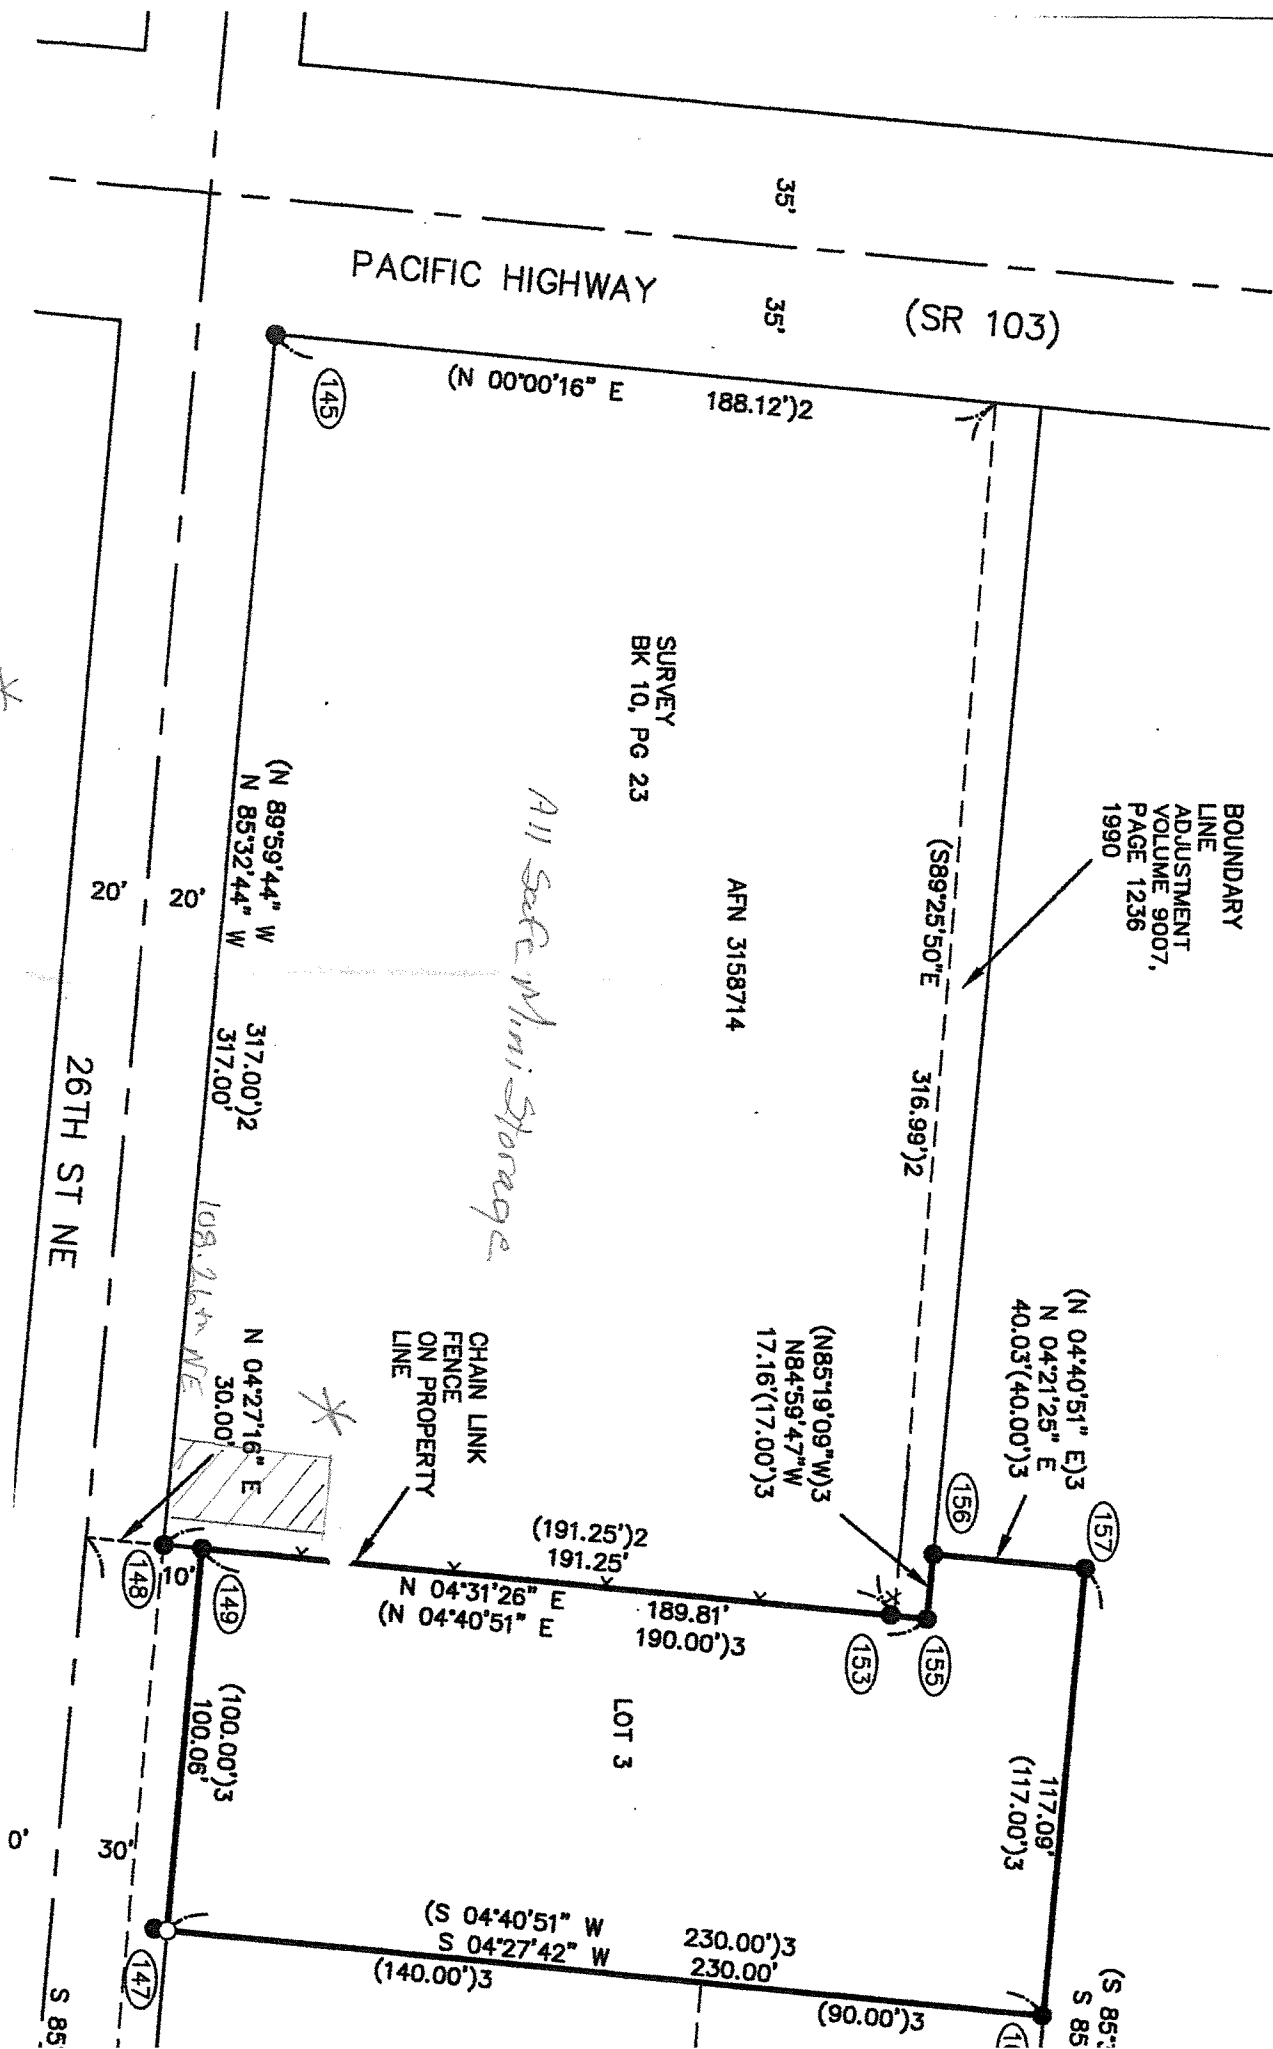 35'
35'
PACIFIC HIGHWAY
(SR 103)
(N 00°00'16" E
188.12')2
145
BOUNDARY
LINE
ADJUSTMENT
VOLUME 9007,
PAGE 1236
1990
(S89°25'50"E
316.99')2
SURVEY
BK 10, PG 23
AFN 3158714
All Safe Mini-Storage
(N 89°59'44" W
N 85°32'44" W
317.00')2
317.00'
20'
20'
26TH ST NE
108. 26th NE
N 04°27'16" E
30.00'
CHAIN LINK
FENCE
ON PROPERTY
LINE
(N85°19'09"W)3
N84°59'47"W
17.16'(17.00')3
(N 04°40'51" E)3
N 04°21'25" E
40.03'(40.00')3
156
157
(191.25')2
191.25'
N 04°31'26" E
(N 04°40'51" E
189.81'
190.00')3
153
155
148
10'
149
(100.00')3
100.06'
LOT 3
117.09'
(117.00')3
0'
30'
(S 04°40'51" W
S 04°27'42" W
230.00')3
230.00'
(140.00')3
(90.00')3
147
S 85°
(S 85°
S 85